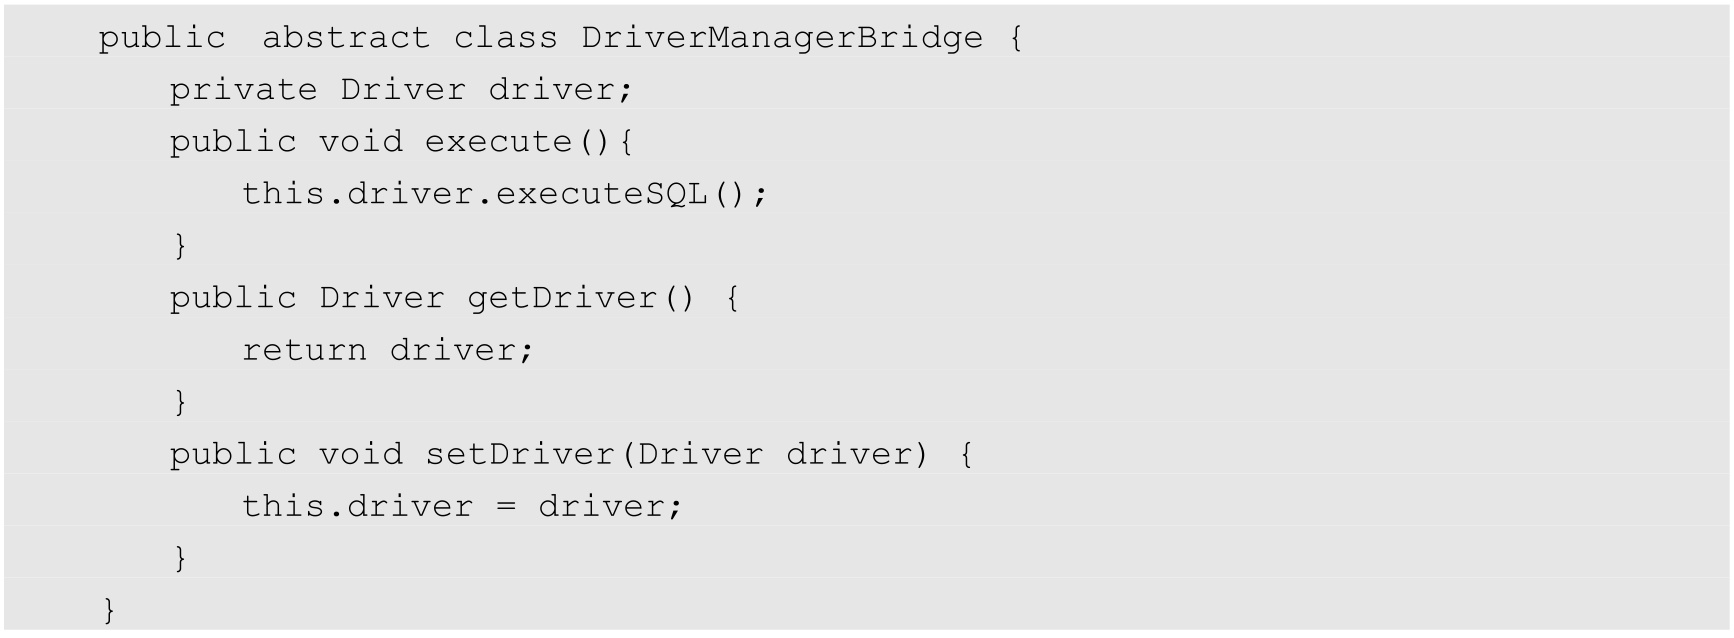 public  abstract class DriverManagerBridge {
private Driver driver;
public void execute(){
this.driver.executeSQL();
}
public Driver getDriver() {
return driver;
}
public void setDriver(Driver driver) {
this.driver = driver;
}
}